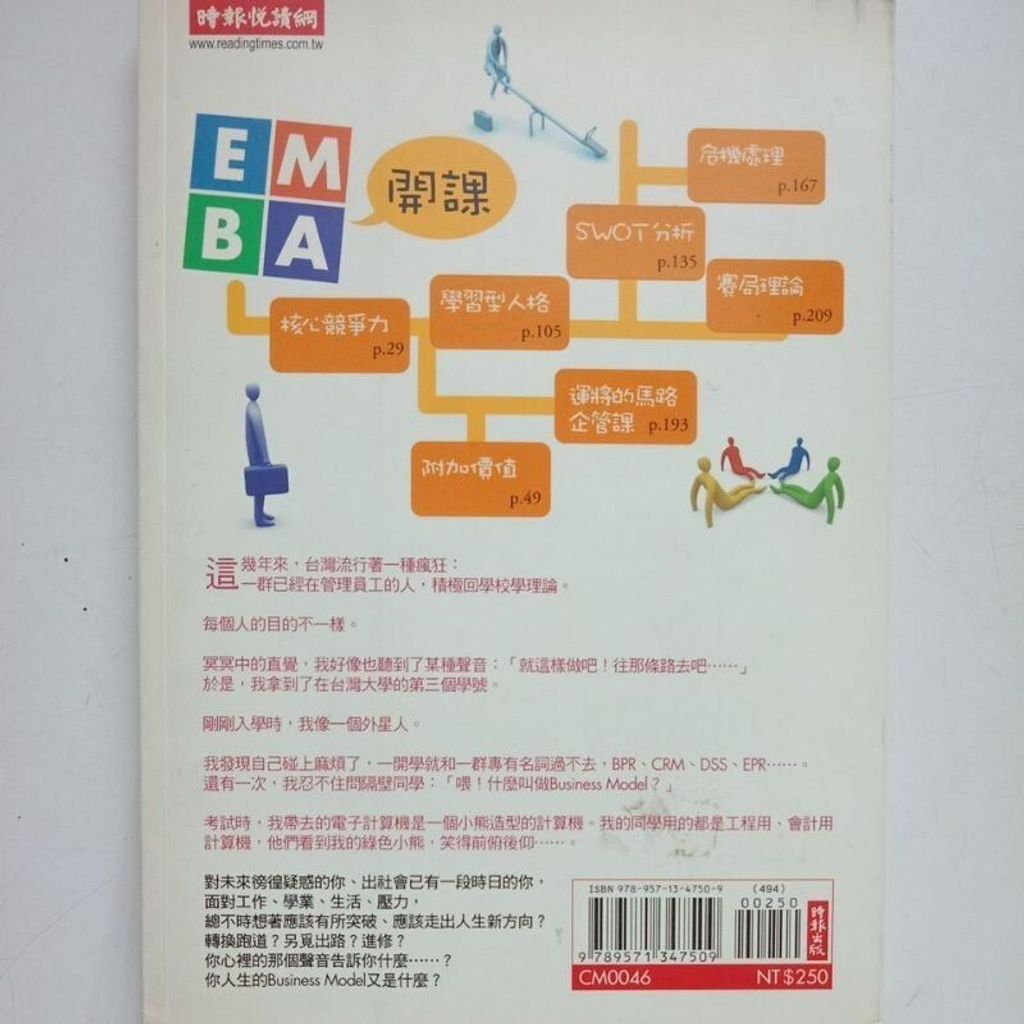 時報悅讀網
www.readingtimes.com.tw
EM
BA
開課
危機處理
p.167
SWOT分析
p.135
賽局理論
p.209
學習型人格
p.105
核心競爭力
p.29
運將的馬路
企管課 p.193
附加價值
p.49
這幾年來，台灣流行著一種瘋狂：
一群已經在管理員工的人，積極回學校學理論。
每個人的目的不一樣。
冥冥中的直覺，我好像也聽到了某種聲音：「就這樣做吧！往那條路去吧……」
於是，我拿到了在台灣大學的第三個學號。
剛剛入學時，我像一個外星人。
我發現自己碰上麻煩了，一開學就和一群專有名詞過不去，BPR、CRM、DSS、EPR……。
還有一次，我忍不住問隔壁同學：「喂！什麼叫做Business Model？」
考試時，我帶去的電子計算機是一個小熊造型的計算機。我的同學用的都是工程用、會計用
計算機，他們看到我的綠色小熊，笑得前俯後仰……。
對未來徬徨疑惑的你、出社會已有一段時日的你，
面對工作、學業、生活、壓力，
總不時想著應該有所突破、應該走出人生新方向？
轉換跑道？另覓出路？進修？
你心裡的那個聲音告訴你什麼……？
你人生的Business Model又是什麼？
ISBN 978-957-13-4750-9 (494)
00250
9 789571 347509
時報出版
CM0046 NT$250